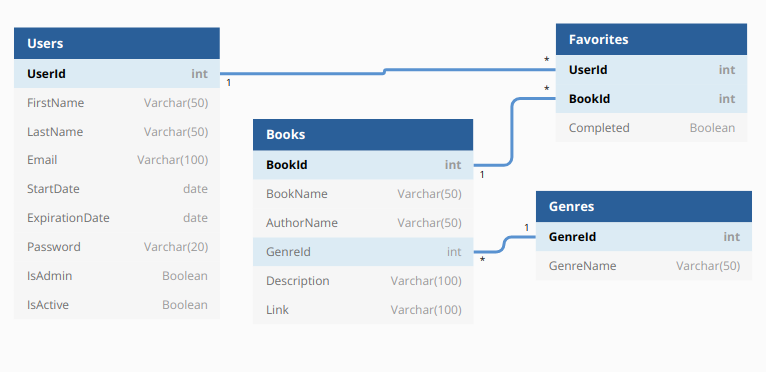 Users
UserId int
FirstName Varchar(50)
LastName Varchar(50)
Email Varchar(100)
StartDate date
ExpirationDate date
Password Varchar(20)
IsAdmin Boolean
IsActive Boolean
1
Books
BookId int
BookName Varchar(50)
AuthorName Varchar(50)
GenreId int
Description Varchar(100)
Link Varchar(100)
1
*
Favorites
* UserId int
* BookId int
Completed Boolean
Genres
1 GenreId int
GenreName Varchar(50)